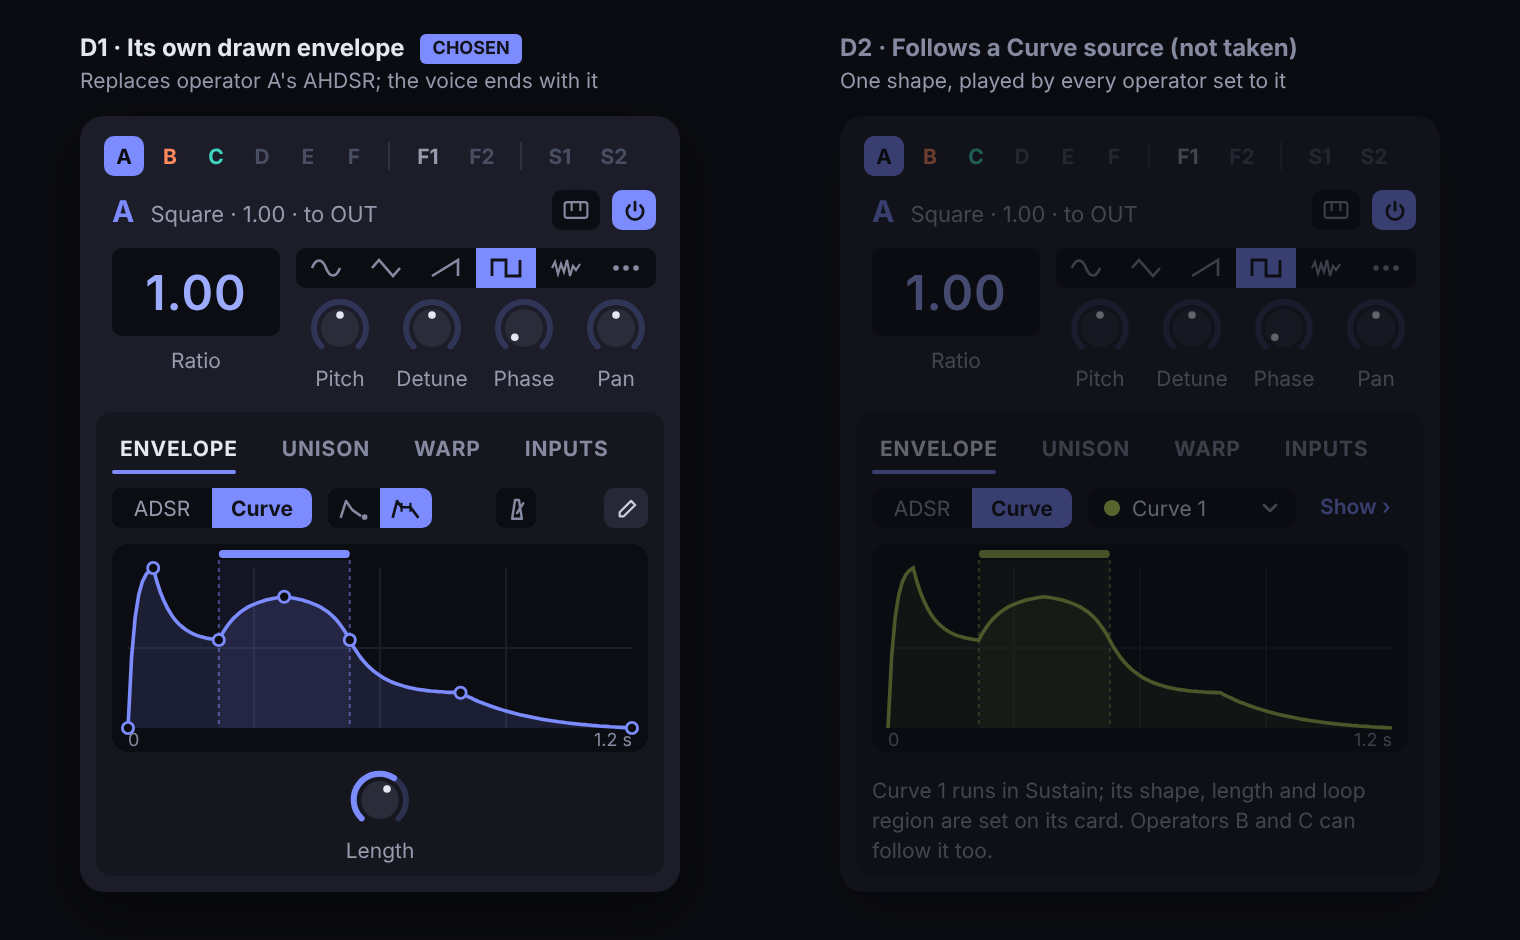 D1 · Its own drawn envelope CHOSEN
Replaces operator A's AHDSR; the voice ends with it
A B C D E F F1 F2 S1 S2
A Square · 1.00 · to OUT
1.00
Ratio
Pitch Detune Phase Pan
ENVELOPE UNISON WARP INPUTS
ADSR Curve
0 1.2 s
Length
D2 · Follows a Curve source (not taken)
One shape, played by every operator set to it
A B C D E F F1 F2 S1 S2
A Square · 1.00 · to OUT
1.00
Ratio
Pitch Detune Phase Pan
ENVELOPE UNISON WARP INPUTS
ADSR Curve Curve 1 Show ›
0 1.2 s
Curve 1 runs in Sustain; its shape, length and loop
region are set on its card. Operators B and C can
follow it too.